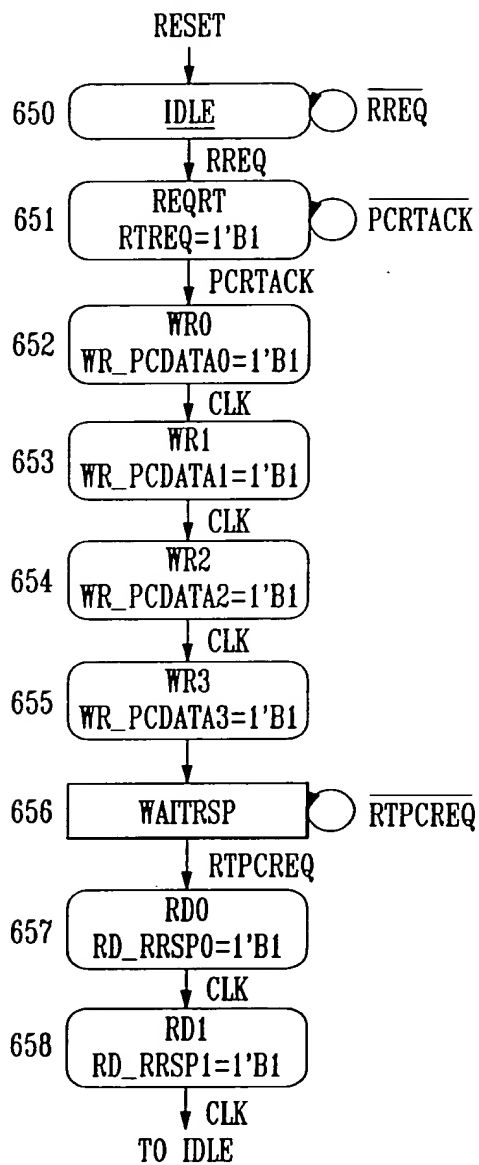 RESET
650
IDLE
RREQ
RREQ
651
REQRT
RTREQ=1'B1
PCRTACK
PCRTACK
652
WR0
WR_PCDATA0=1'B1
CLK
653
WR1
WR_PCDATA1=1'B1
CLK
654
WR2
WR_PCDATA2=1'B1
CLK
655
WR3
WR_PCDATA3=1'B1
656
WAITRSP
RTPCREQ
RTPCREQ
657
RD0
RD_RRSP0=1'B1
CLK
658
RD1
RD_RRSP1=1'B1
CLK
TO IDLE